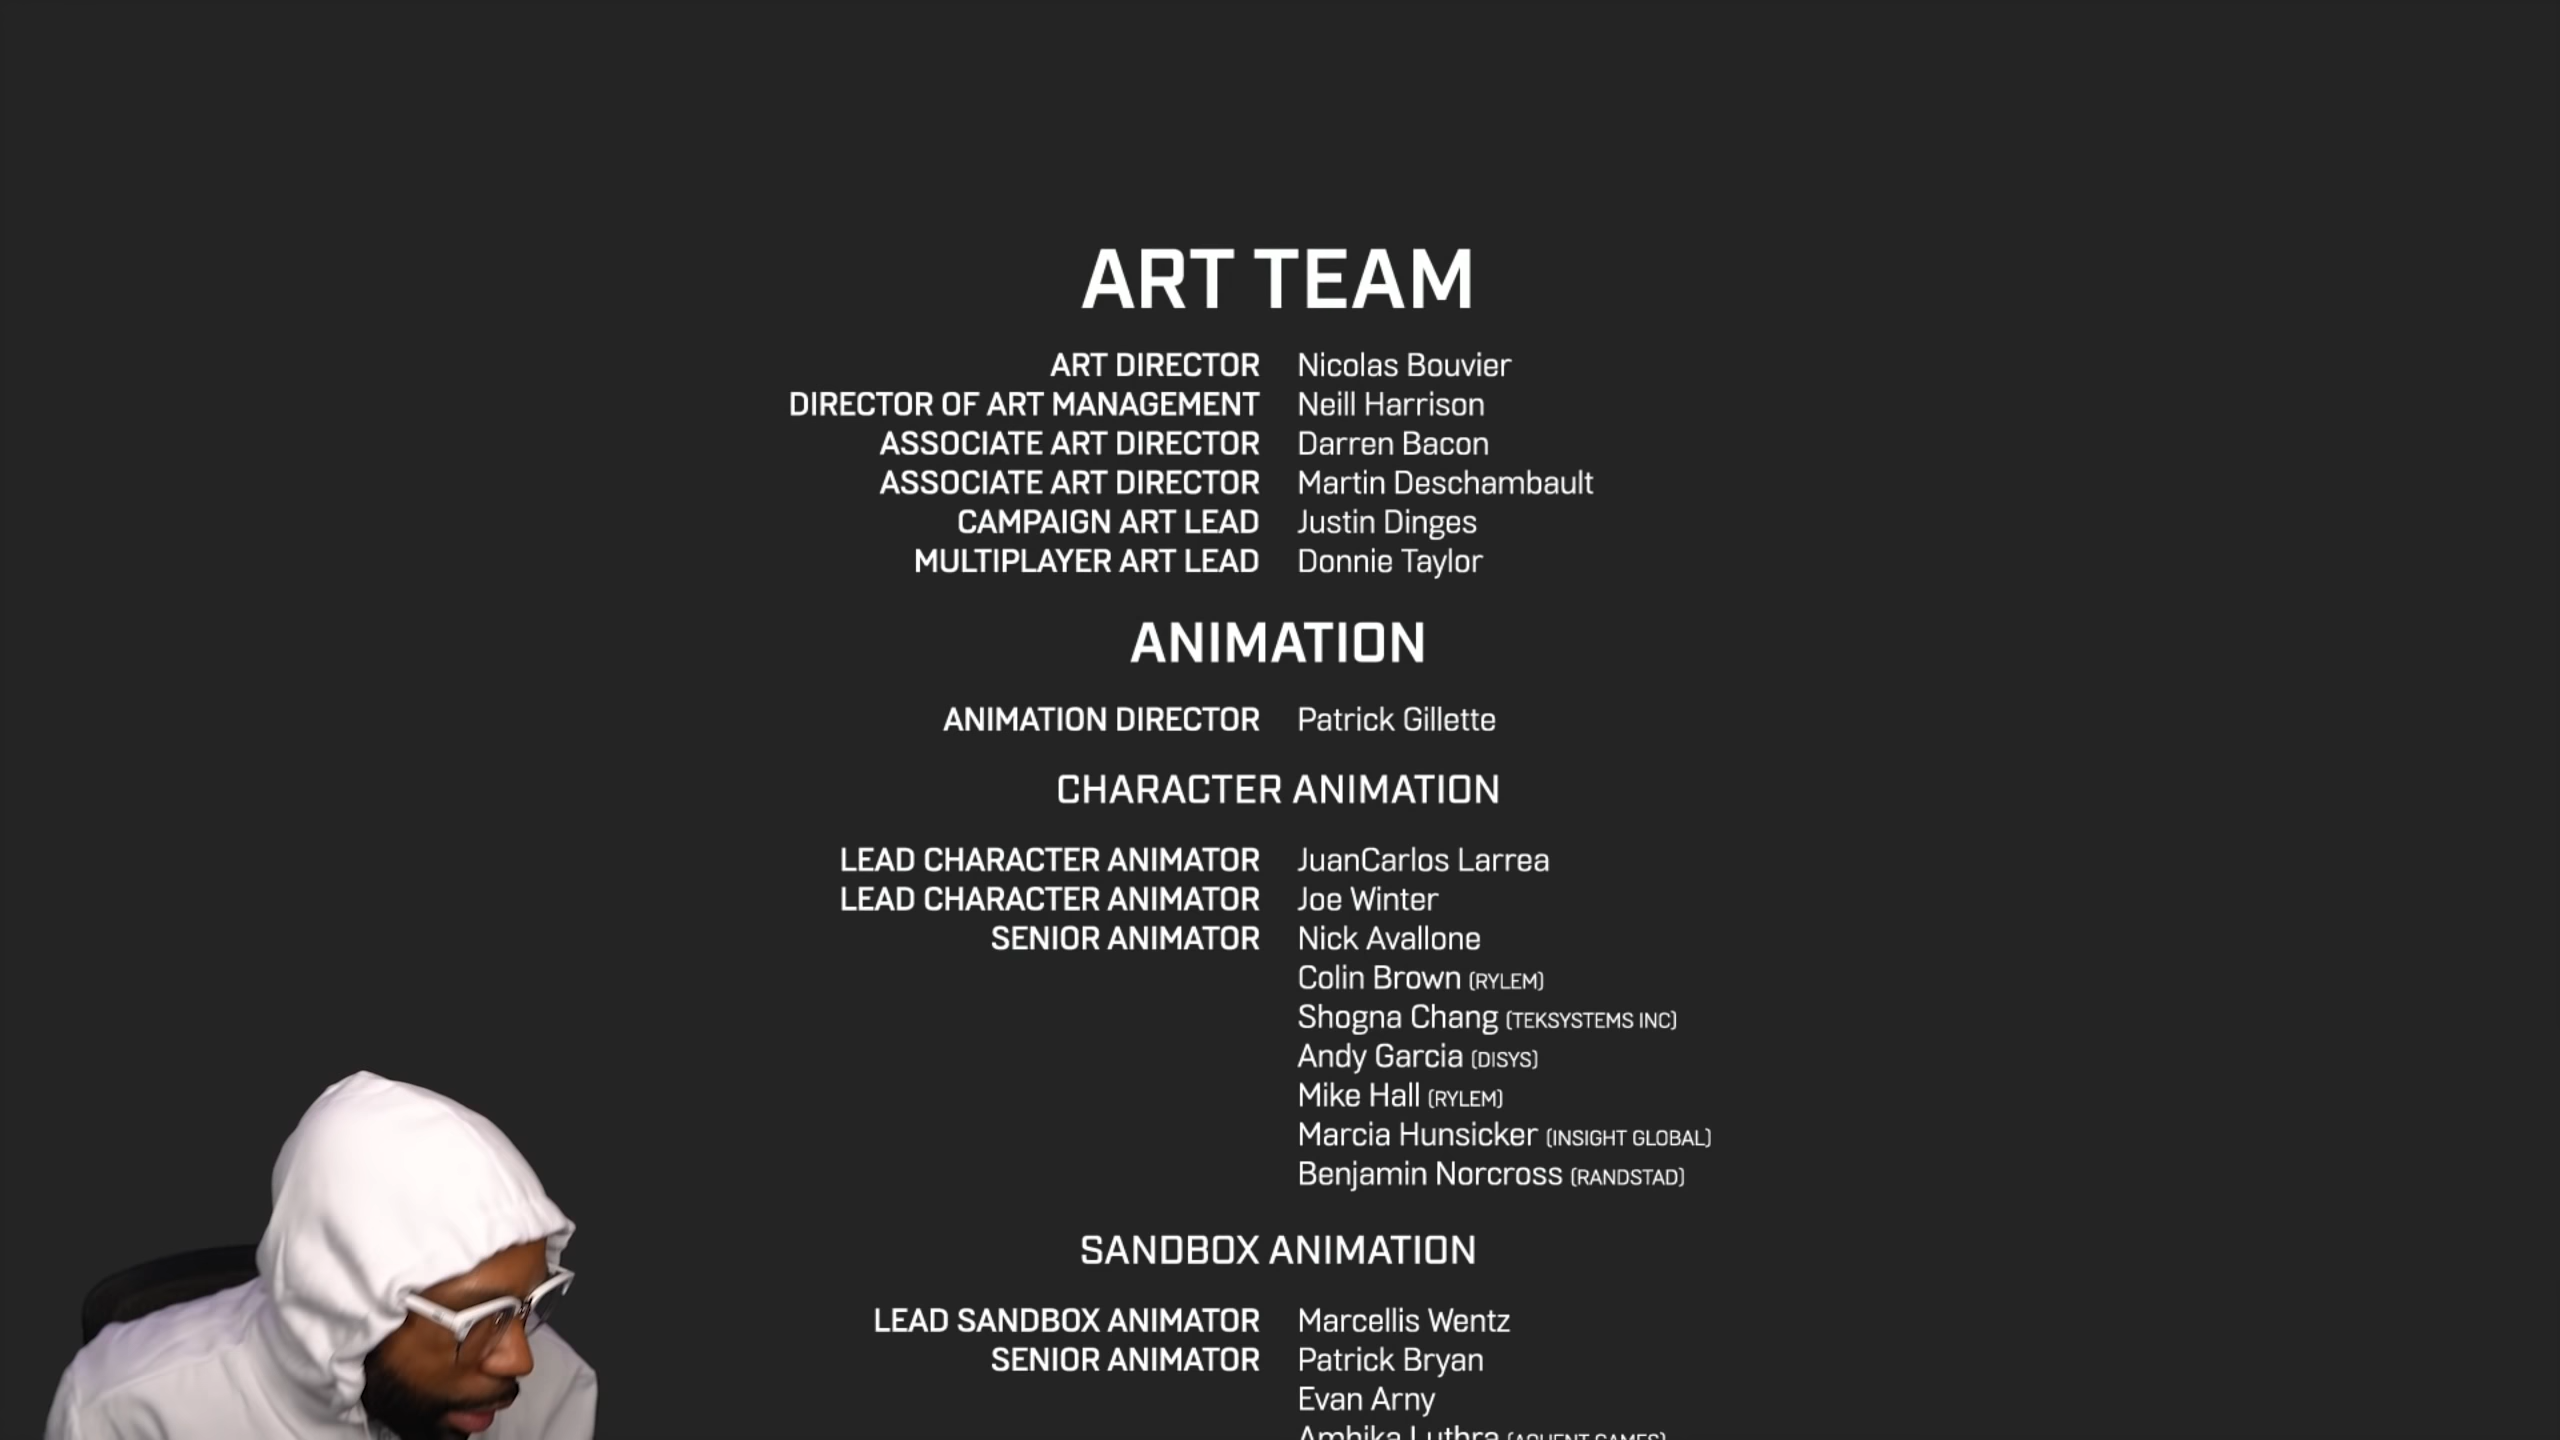 ART TEAM
ART DIRECTOR Nicolas Bouvier
DIRECTOR OF ART MANAGEMENT Neill Harrison
ASSOCIATE ART DIRECTOR Darren Bacon
ASSOCIATE ART DIRECTOR Martin Deschambault
CAMPAIGN ART LEAD Justin Dinges
MULTIPLAYER ART LEAD Donnie Taylor
ANIMATION
ANIMATION DIRECTOR Patrick Gillette
CHARACTER ANIMATION
LEAD CHARACTER ANIMATOR JuanCarlos Larrea
LEAD CHARACTER ANIMATOR Joe Winter
SENIOR ANIMATOR Nick Avallone
Colin Brown (RYLEM)
Shogna Chang (TEKSYSTEMS INC)
Andy Garcia (DISYS)
Mike Hall (RYLEM)
Marcia Hunsicker (INSIGHT GLOBAL)
Benjamin Norcross (RANDSTAD)
SANDBOX ANIMATION
LEAD SANDBOX ANIMATOR Marcellis Wentz
SENIOR ANIMATOR Patrick Bryan
Evan Arny
Luthra